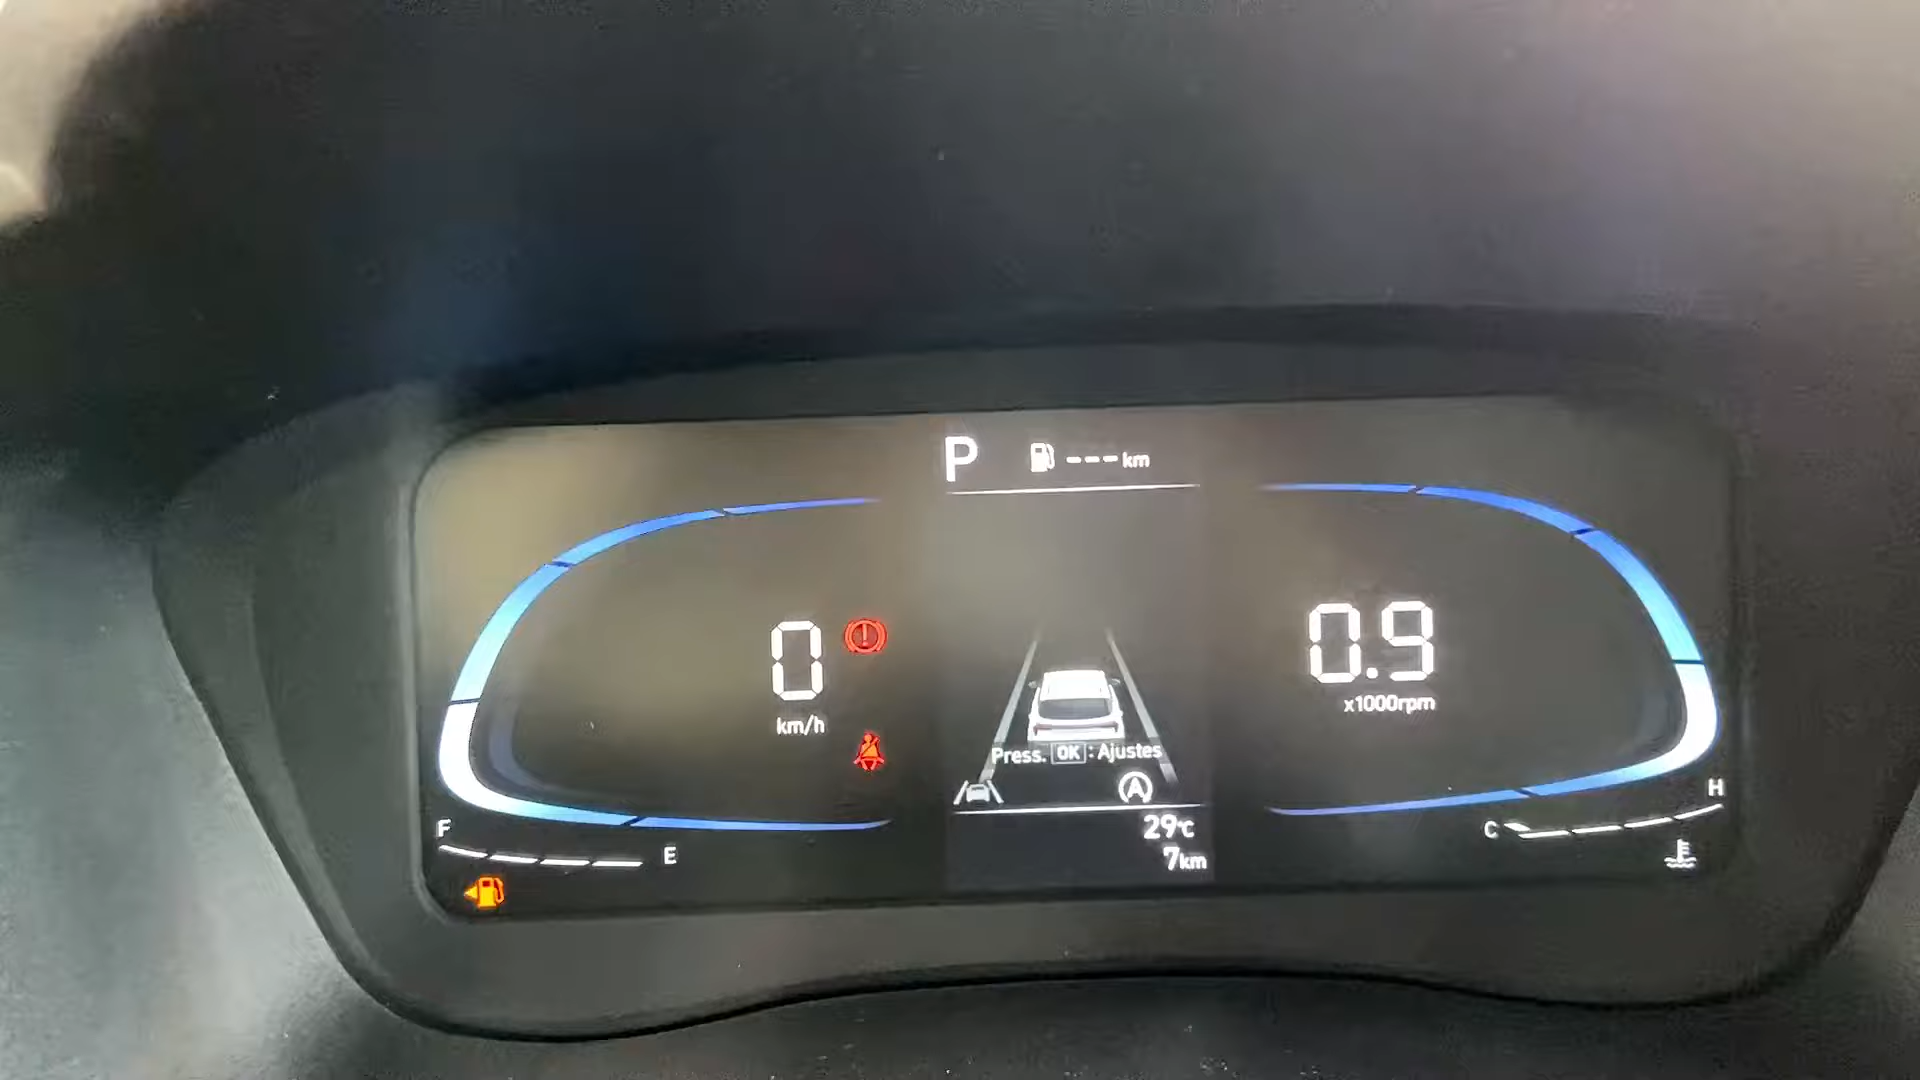 P --- km
0
km/h
0.9
x1000rpm
Press. OK : Ajustes
A
F E
C H
29°C
7km